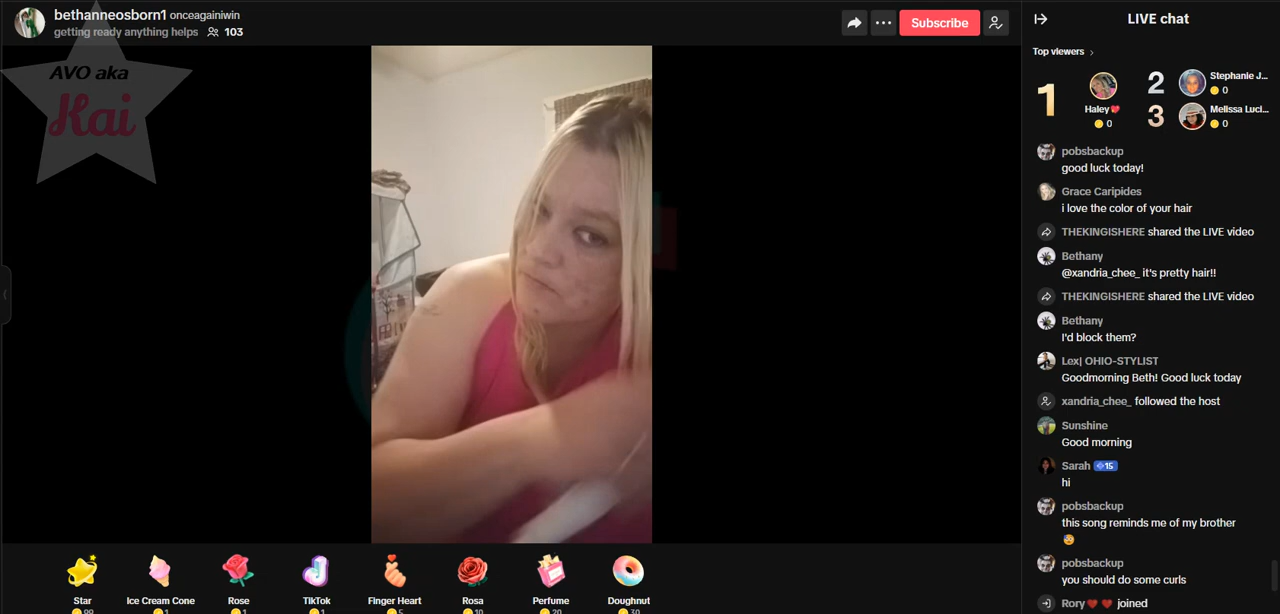 bethanneosborn1 onceagainiwin
getting ready anything helps 103
Subscribe
AVO aka
Kai
LIVE chat
Top viewers
1
Haley
0
2
Stephanie J...
0
3
Melissa Luci...
0
pobsbackup
good luck today!
Grace Caripides
i love the color of your hair
THEKINGISHERE shared the LIVE video
Bethany
@xandria_chee_ it's pretty hair!!
THEKINGISHERE shared the LIVE video
Bethany
I'd block them?
Lex| OHIO-STYLIST
Goodmorning Beth! Good luck today
xandria_chee_ followed the host
Sunshine
Good morning
Sarah 15
hi
pobsbackup
this song reminds me of my brother
pobsbackup
you should do some curls
Rory joined
Star
99
Ice Cream Cone
1
Rose
1
TikTok
1
Finger Heart
5
Rosa
10
Perfume
20
Doughnut
30